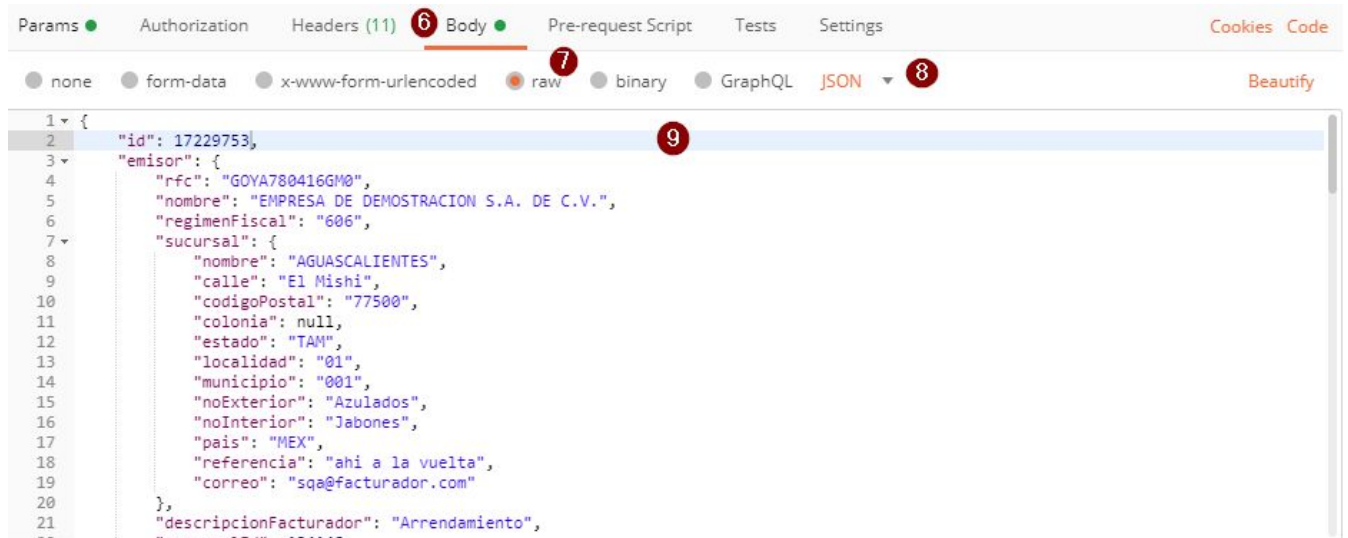 Params Authorization Headers (11) 6 Body Pre-request Script Tests Settings Cookies Code
none form-data x-www-form-urlencoded raw 7 binary GraphQL JSON 8 Beautify
1 {
2 "id": 17229753, 9
3 "emisor": {
4 "rfc": "GOYA780416GM0",
5 "nombre": "EMPRESA DE DEMOSTRACION S.A. DE C.V.",
6 "regimenFiscal": "606",
7 "sucursal": {
8 "nombre": "AGUASCALIENTES",
9 "calle": "El Mishi",
10 "codigoPostal": "77500",
11 "colonia": null,
12 "estado": "TAM",
13 "localidad": "01",
14 "municipio": "001",
15 "noExterior": "Azulados",
16 "noInterior": "Jabones",
17 "pais": "MEX",
18 "referencia": "ahi a la vuelta",
19 "correo": "sqa@facturador.com"
20 },
21 "descripcionFacturador": "Arrendamiento",